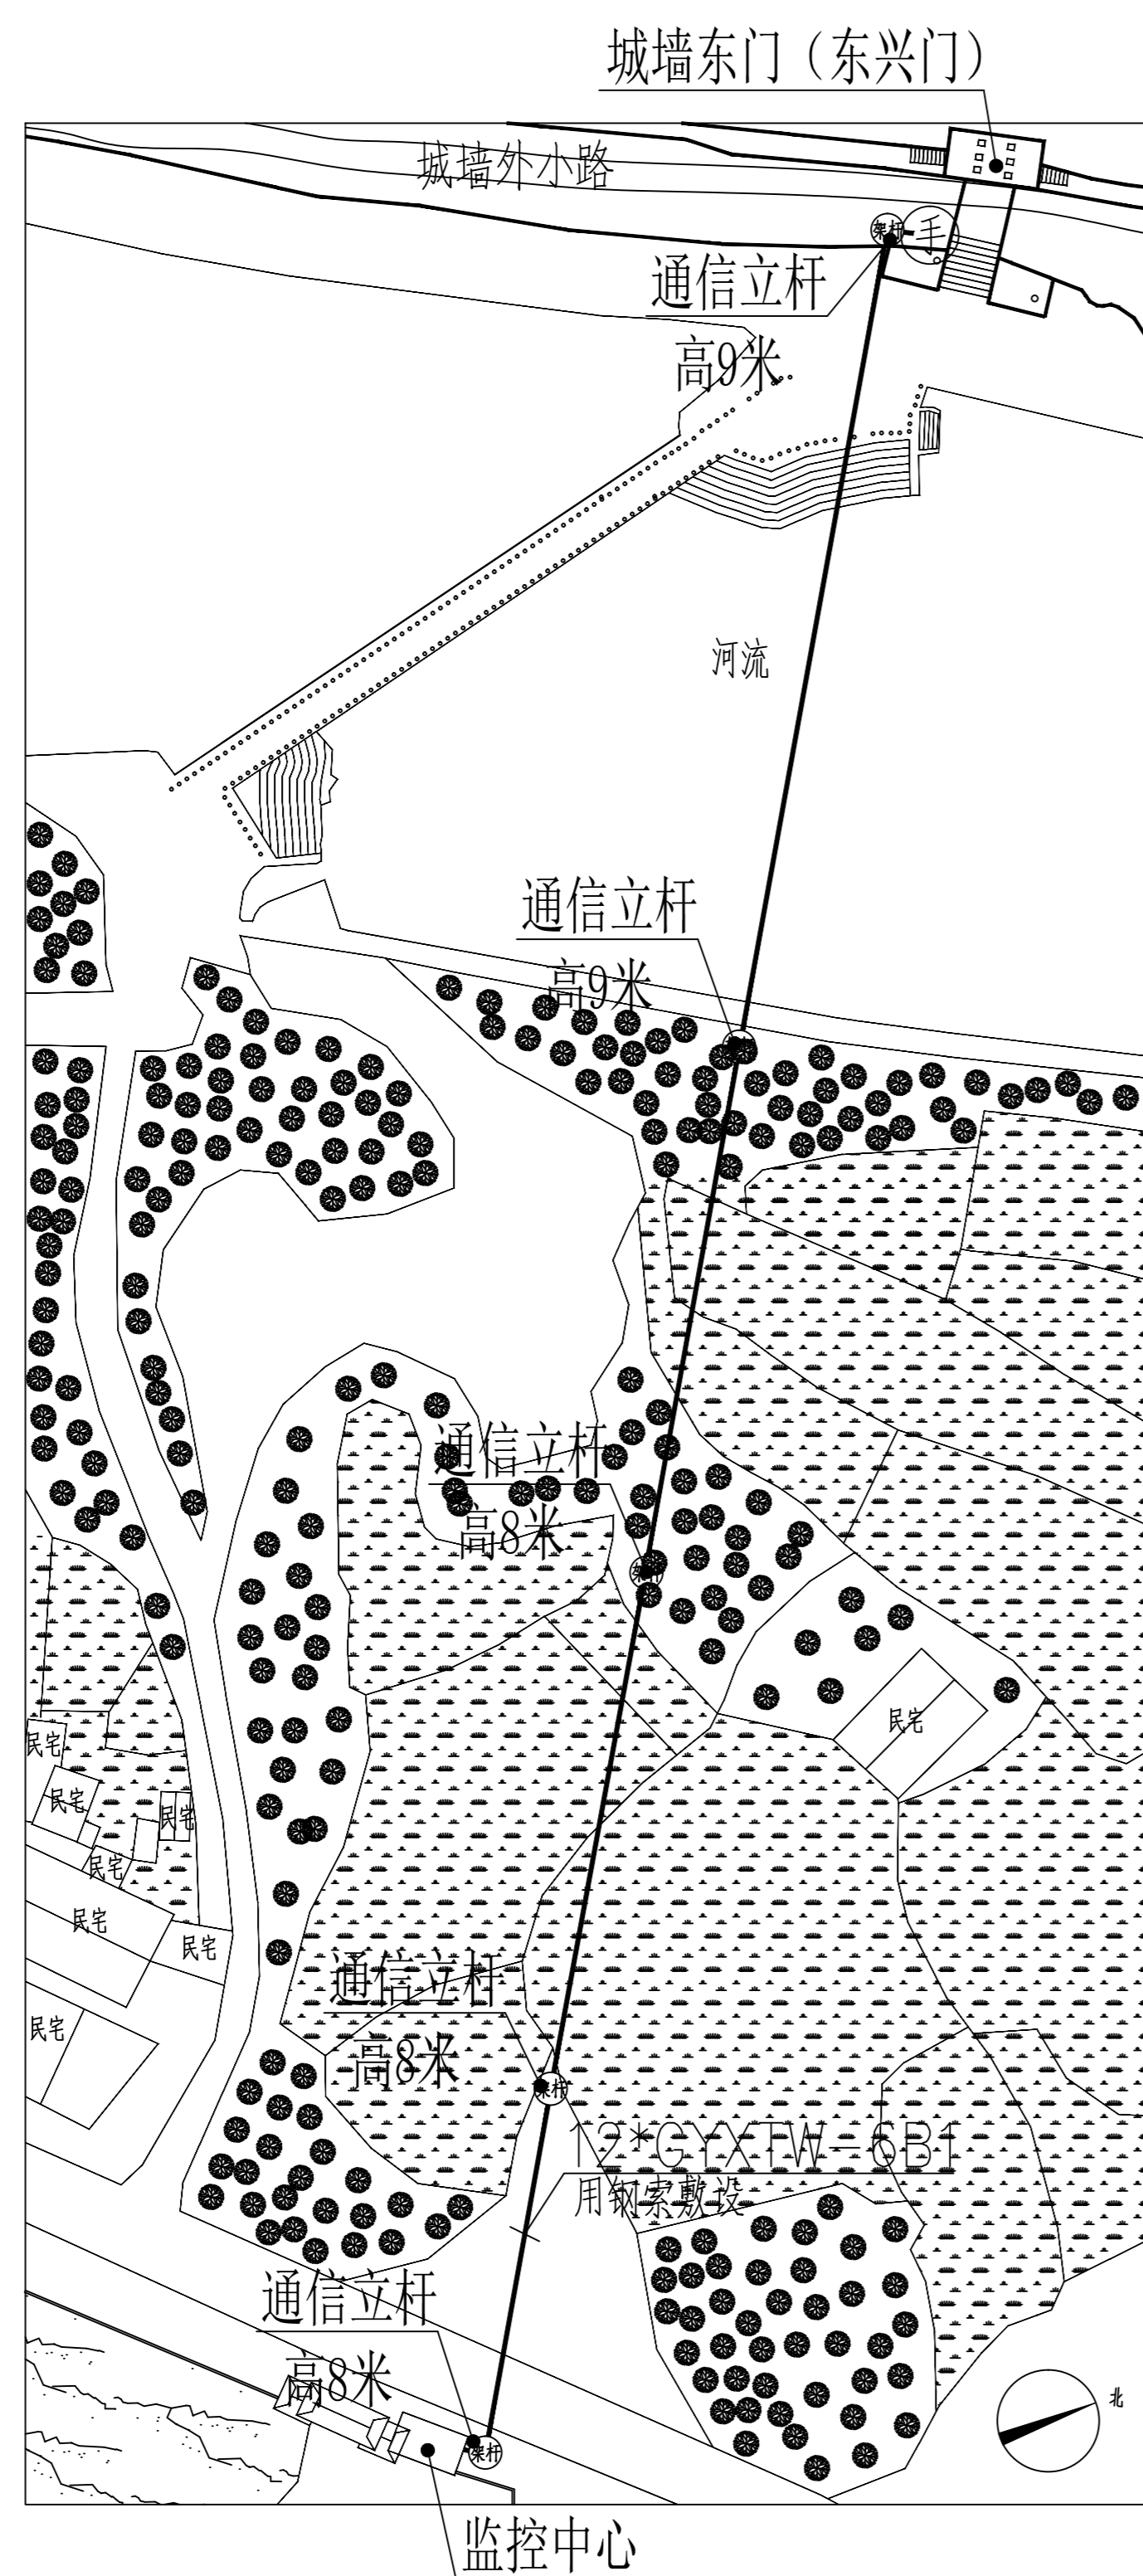 城墙东门（东兴门）
城墙外小路
架杆
手
通信立杆
高9米
河流
通信立杆
高9米
通信立杆
高8米
架杆
民宅
民宅
民宅
民宅
民宅
民宅
民宅
民宅
通信立杆
高8米
架杆
12*GYXTW-6B1
用钢索敷设
通信立杆
高8米
北
架杆
监控中心